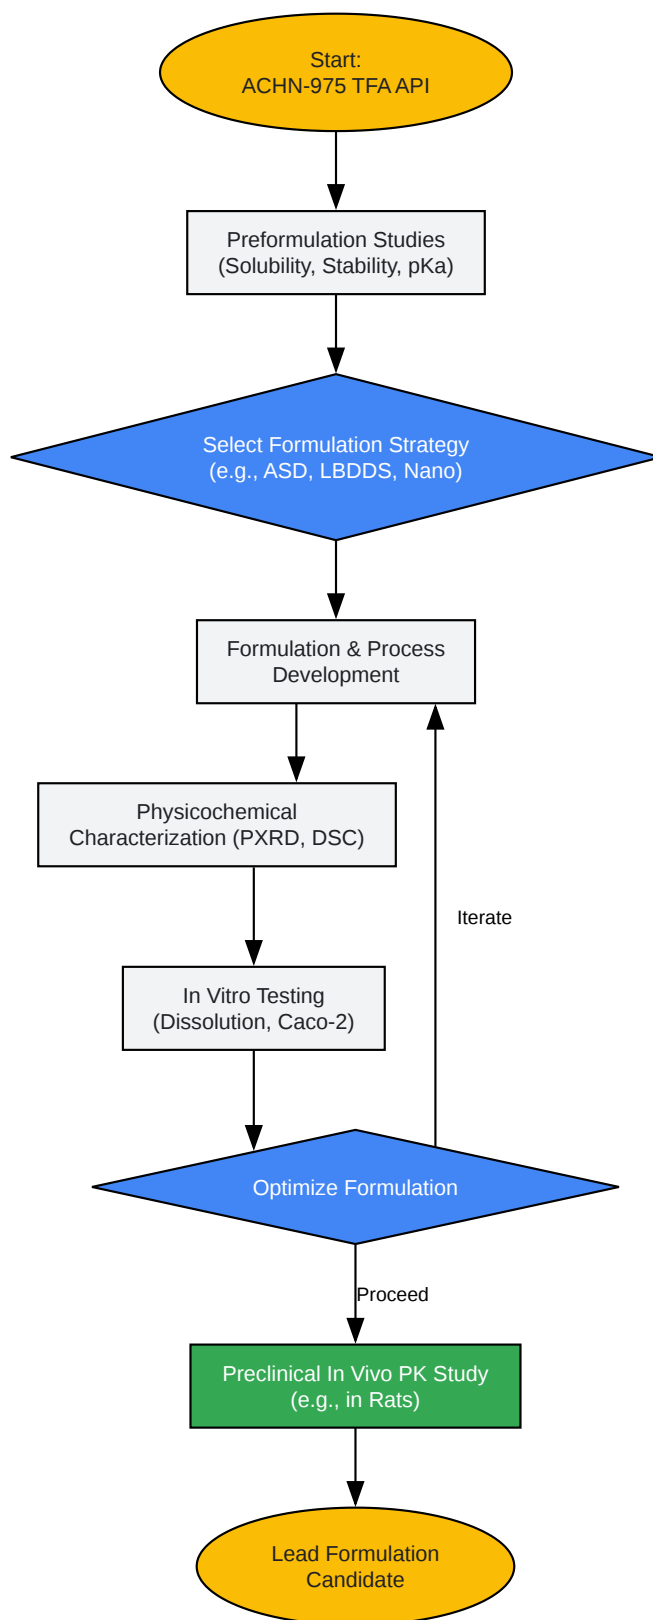 Start:
ACHN-975 TFA API
Preformulation Studies
(Solubility, Stability, pKa)
Select Formulation Strategy
(e.g., ASD, LBDDS, Nano)
Formulation & Process
Development
Physicochemical
Characterization (PXRD, DSC)
Iterate
In Vitro Testing
(Dissolution, Caco-2)
Optimize Formulation
Proceed
Preclinical In Vivo PK Study
(e.g., in Rats)
Lead Formulation
Candidate